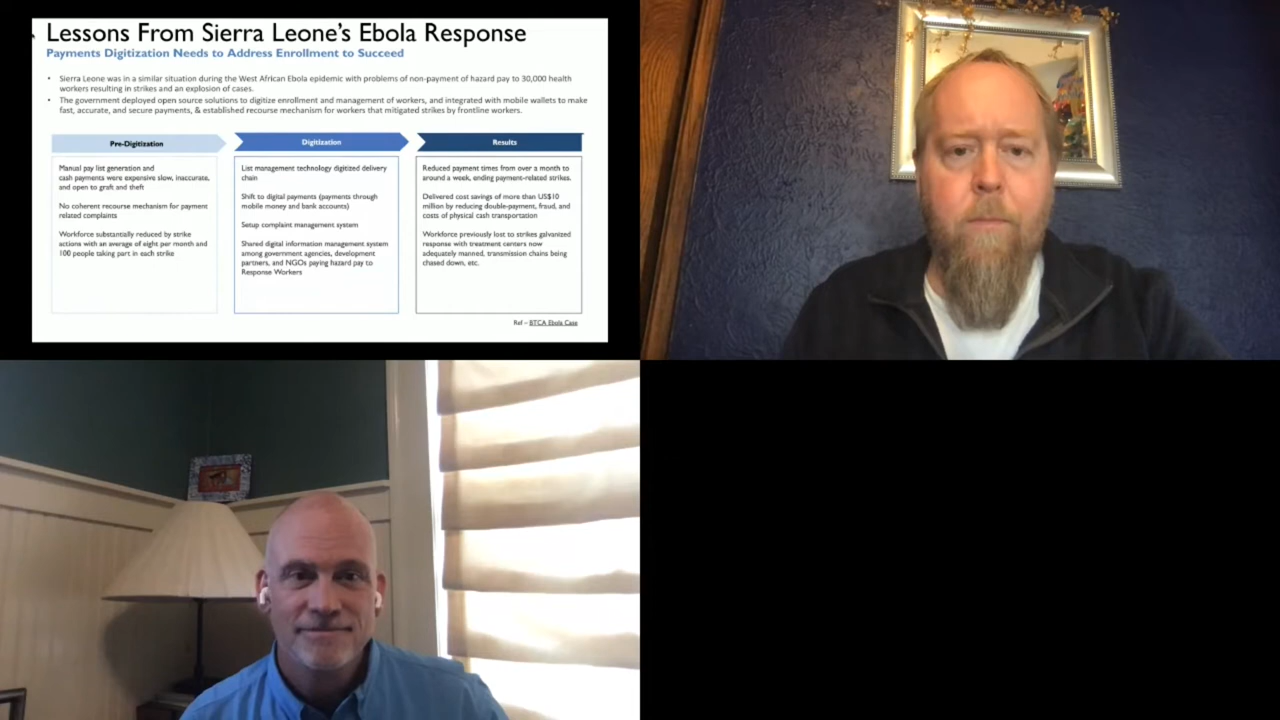 Lessons From Sierra Leone's Ebola Response
Payments Digitization Needs to Address Enrollment to Succeed
• Sierra Leone was in a similar situation during the West African Ebola epidemic with problems of non-payment of hazard pay to 30,000 health
workers resulting in strikes and an explosion of cases.
• The government deployed open source solutions to digitize enrollment and management of workers, and integrated with mobile wallets to make
fast, accurate, and secure payments, & established recourse mechanism for workers that mitigated strikes by frontline workers.
Pre-Digitization
Manual pay list generation and
cash payments were expensive slow, inaccurate,
and open to graft and theft
No coherent recourse mechanism for payment
related complaints
Workforce substantially reduced by strike
actions with an average of eight per month and
100 people taking part in each strike
Digitization
List management technology digitized delivery
chain
Shift to digital payments (payments through
mobile money and bank accounts)
Setup complaint management system
Shared digital information management system
among government agencies, development
partners, and NGOs paying hazard pay to
Response Workers
Results
Reduced payment times from over a month to
around a week, ending payment-related strikes.
Delivered cost savings of more than US$10
million by reducing double-payment, fraud, and
costs of physical cash transportation
Workforce previously lost to strikes galvanized
response with treatment centers now
adequately manned, transmission chains being
chased down, etc.
Ref – BTCA Ebola Case